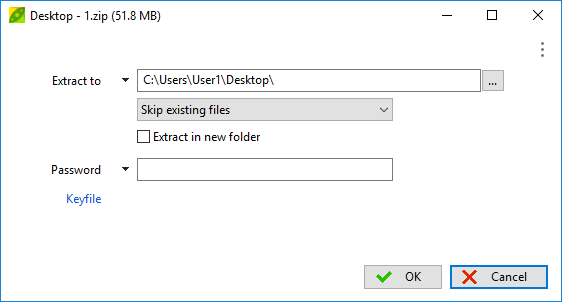 Desktop - 1.zip (51.8 MB)
Extract to C:\Users\User1\Desktop\ ...
Skip existing files
Extract in new folder
Password
Keyfile
OK Cancel